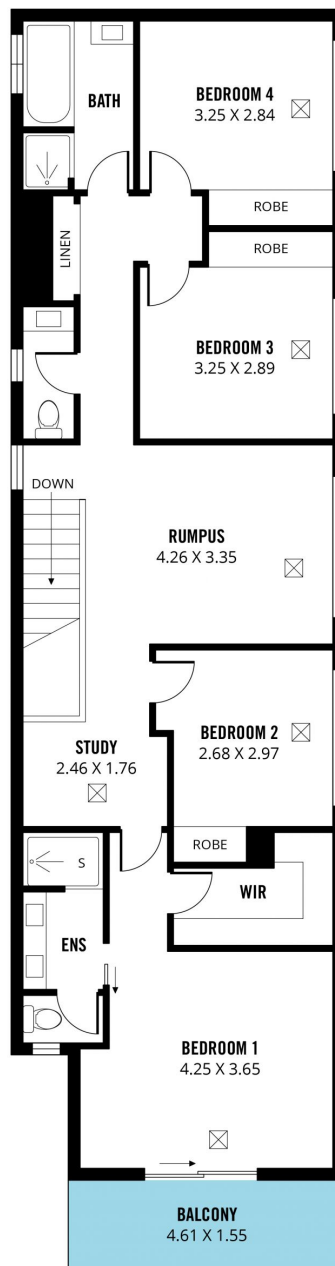 BATH
BEDROOM 4
3.25 X 2.84
ROBE
LINEN
ROBE
BEDROOM 3
3.25 X 2.89
DOWN
RUMPUS
4.26 X 3.35
BEDROOM 2
2.68 X 2.97
STUDY
2.46 X 1.76
ROBE
S
WIR
ENS
BEDROOM 1
4.25 X 3.65
BALCONY
4.61 X 1.55